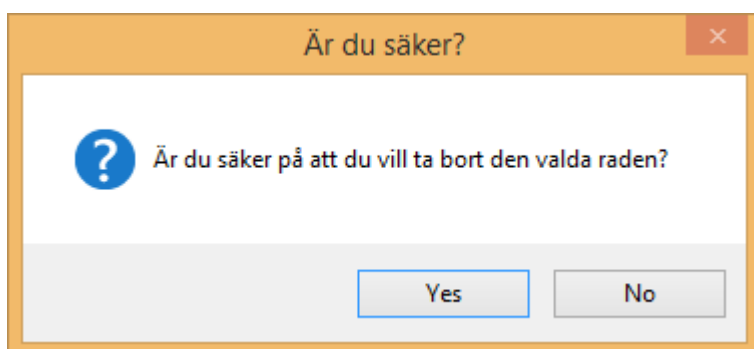 Är du säker?
Är du säker på att du vill ta bort den valda raden?
Yes No